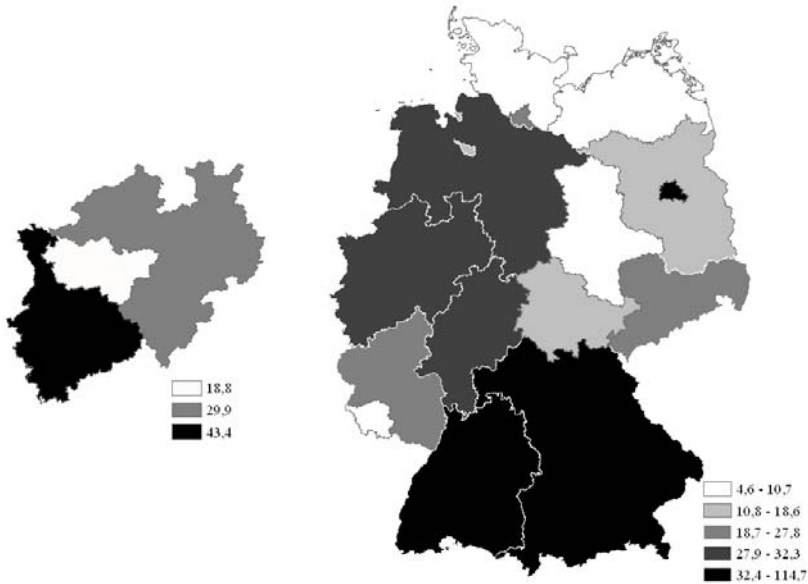 18,8
29,9
43,4
4,6 - 10,7
10,8 - 18,6
18,7 - 27,8
27,9 - 32,3
32,4 - 114,7